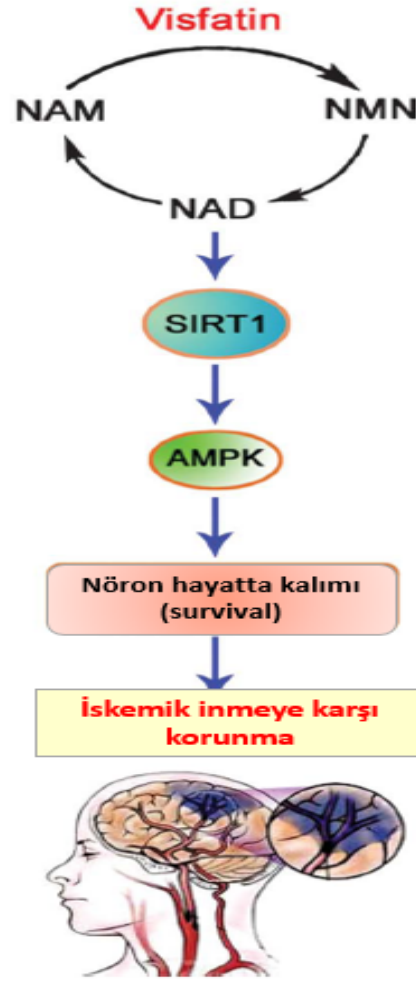 Visfatin
NAM
NMN
NAD
SIRT1
AMPK
Nöron hayatta kalımı
(survival)
İskemik inmeye karşı
korunma